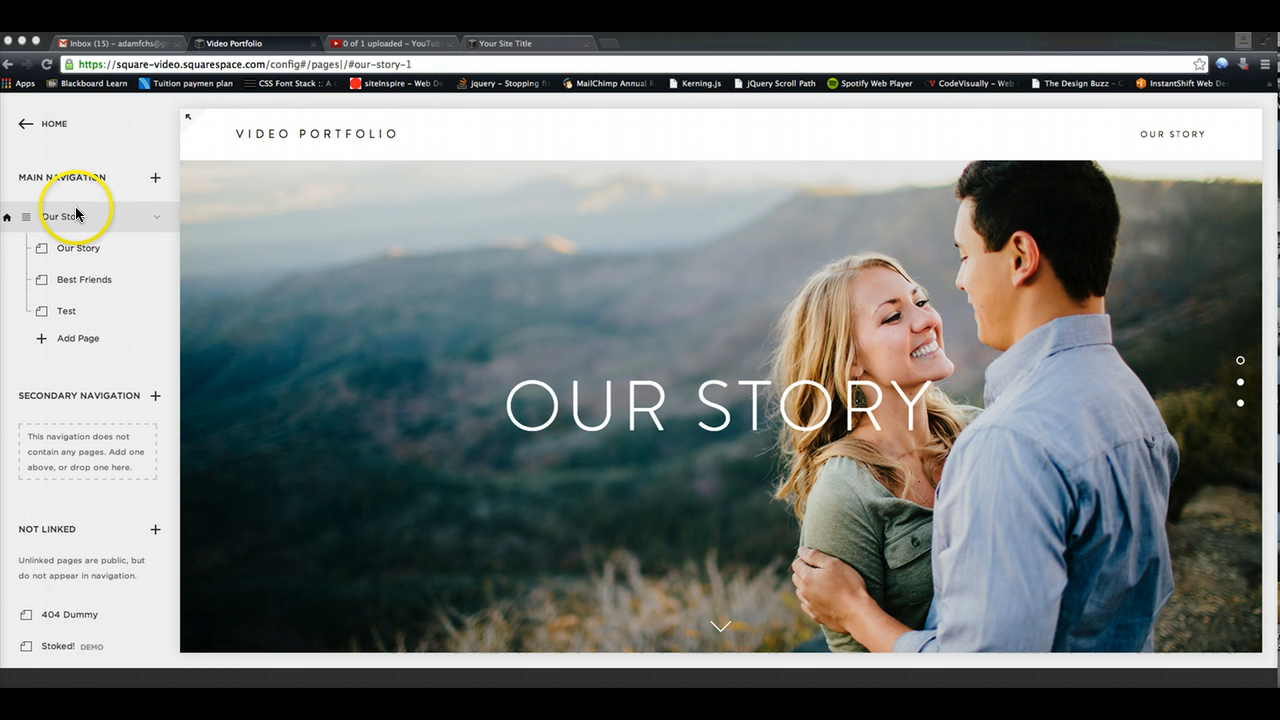 Inbox (15) – adamfchs@g
Video Portfolio
0 of 1 uploaded - YouTub
Your Site Title
https://square-video.squarespace.com/config#/pages|/#our-story-1
Apps
Blackboard Learn
Tuition paymen plan
CSS Font Stack :: 
siteInspire – Web De
jquery – Stopping fi
MailChimp Annual R
Kerning.js
jQuery Scroll Path
Spotify Web Player
CodeVisually – Web
The Design Buzz – 
InstantShift Web De
»
HOME
VIDEO PORTFOLIO
OUR STORY
MAIN NAVIGATION
Our Story
Our Story
Best Friends
Test
Add Page
OUR STORY
SECONDARY NAVIGATION
This navigation does not
contain any pages. Add one
above, or drop one here.
NOT LINKED
Unlinked pages are public, but
do not appear in navigation.
404 Dummy
Stoked! DEMO